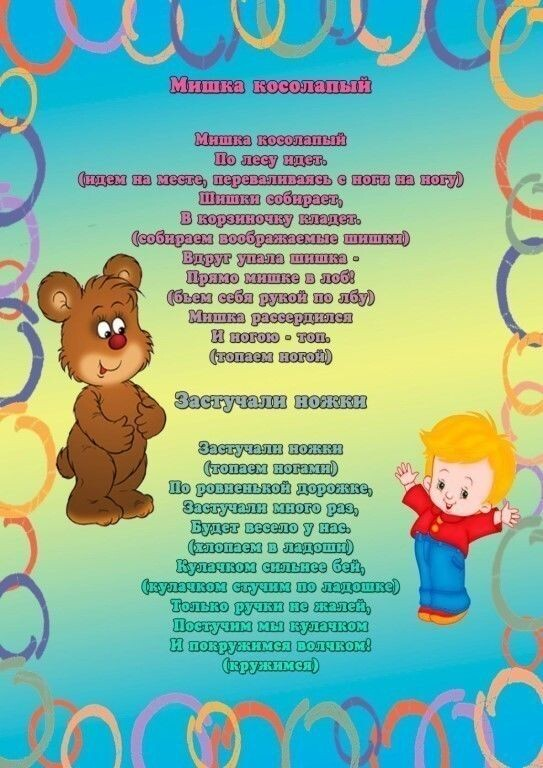 Мишка косолапый
Мишка косолапый
По лесу идет.
(идем на месте, переваливаясь с ноги на ногу)
Шишки собирает,
В корзиночку кладет.
(собираем воображаемые шишки)
Вдруг упала шишка -
Прямо мишке в лоб!
(бьем себя рукой по лбу)
Мишка рассердился
И ногою - топ.
(топаем ногой)
Застучали ножки
Застучали ножки
(топаем ногами)
По ровненькой дорожке,
Застучали много раз,
Будет весело у нас.
(хлопаем в ладоши)
Кулачком сильнее бей,
(кулачком стучим по ладошке)
Только ручки не жалей,
Постучим мы кулачком
И покружимся волчком!
(кружимся)